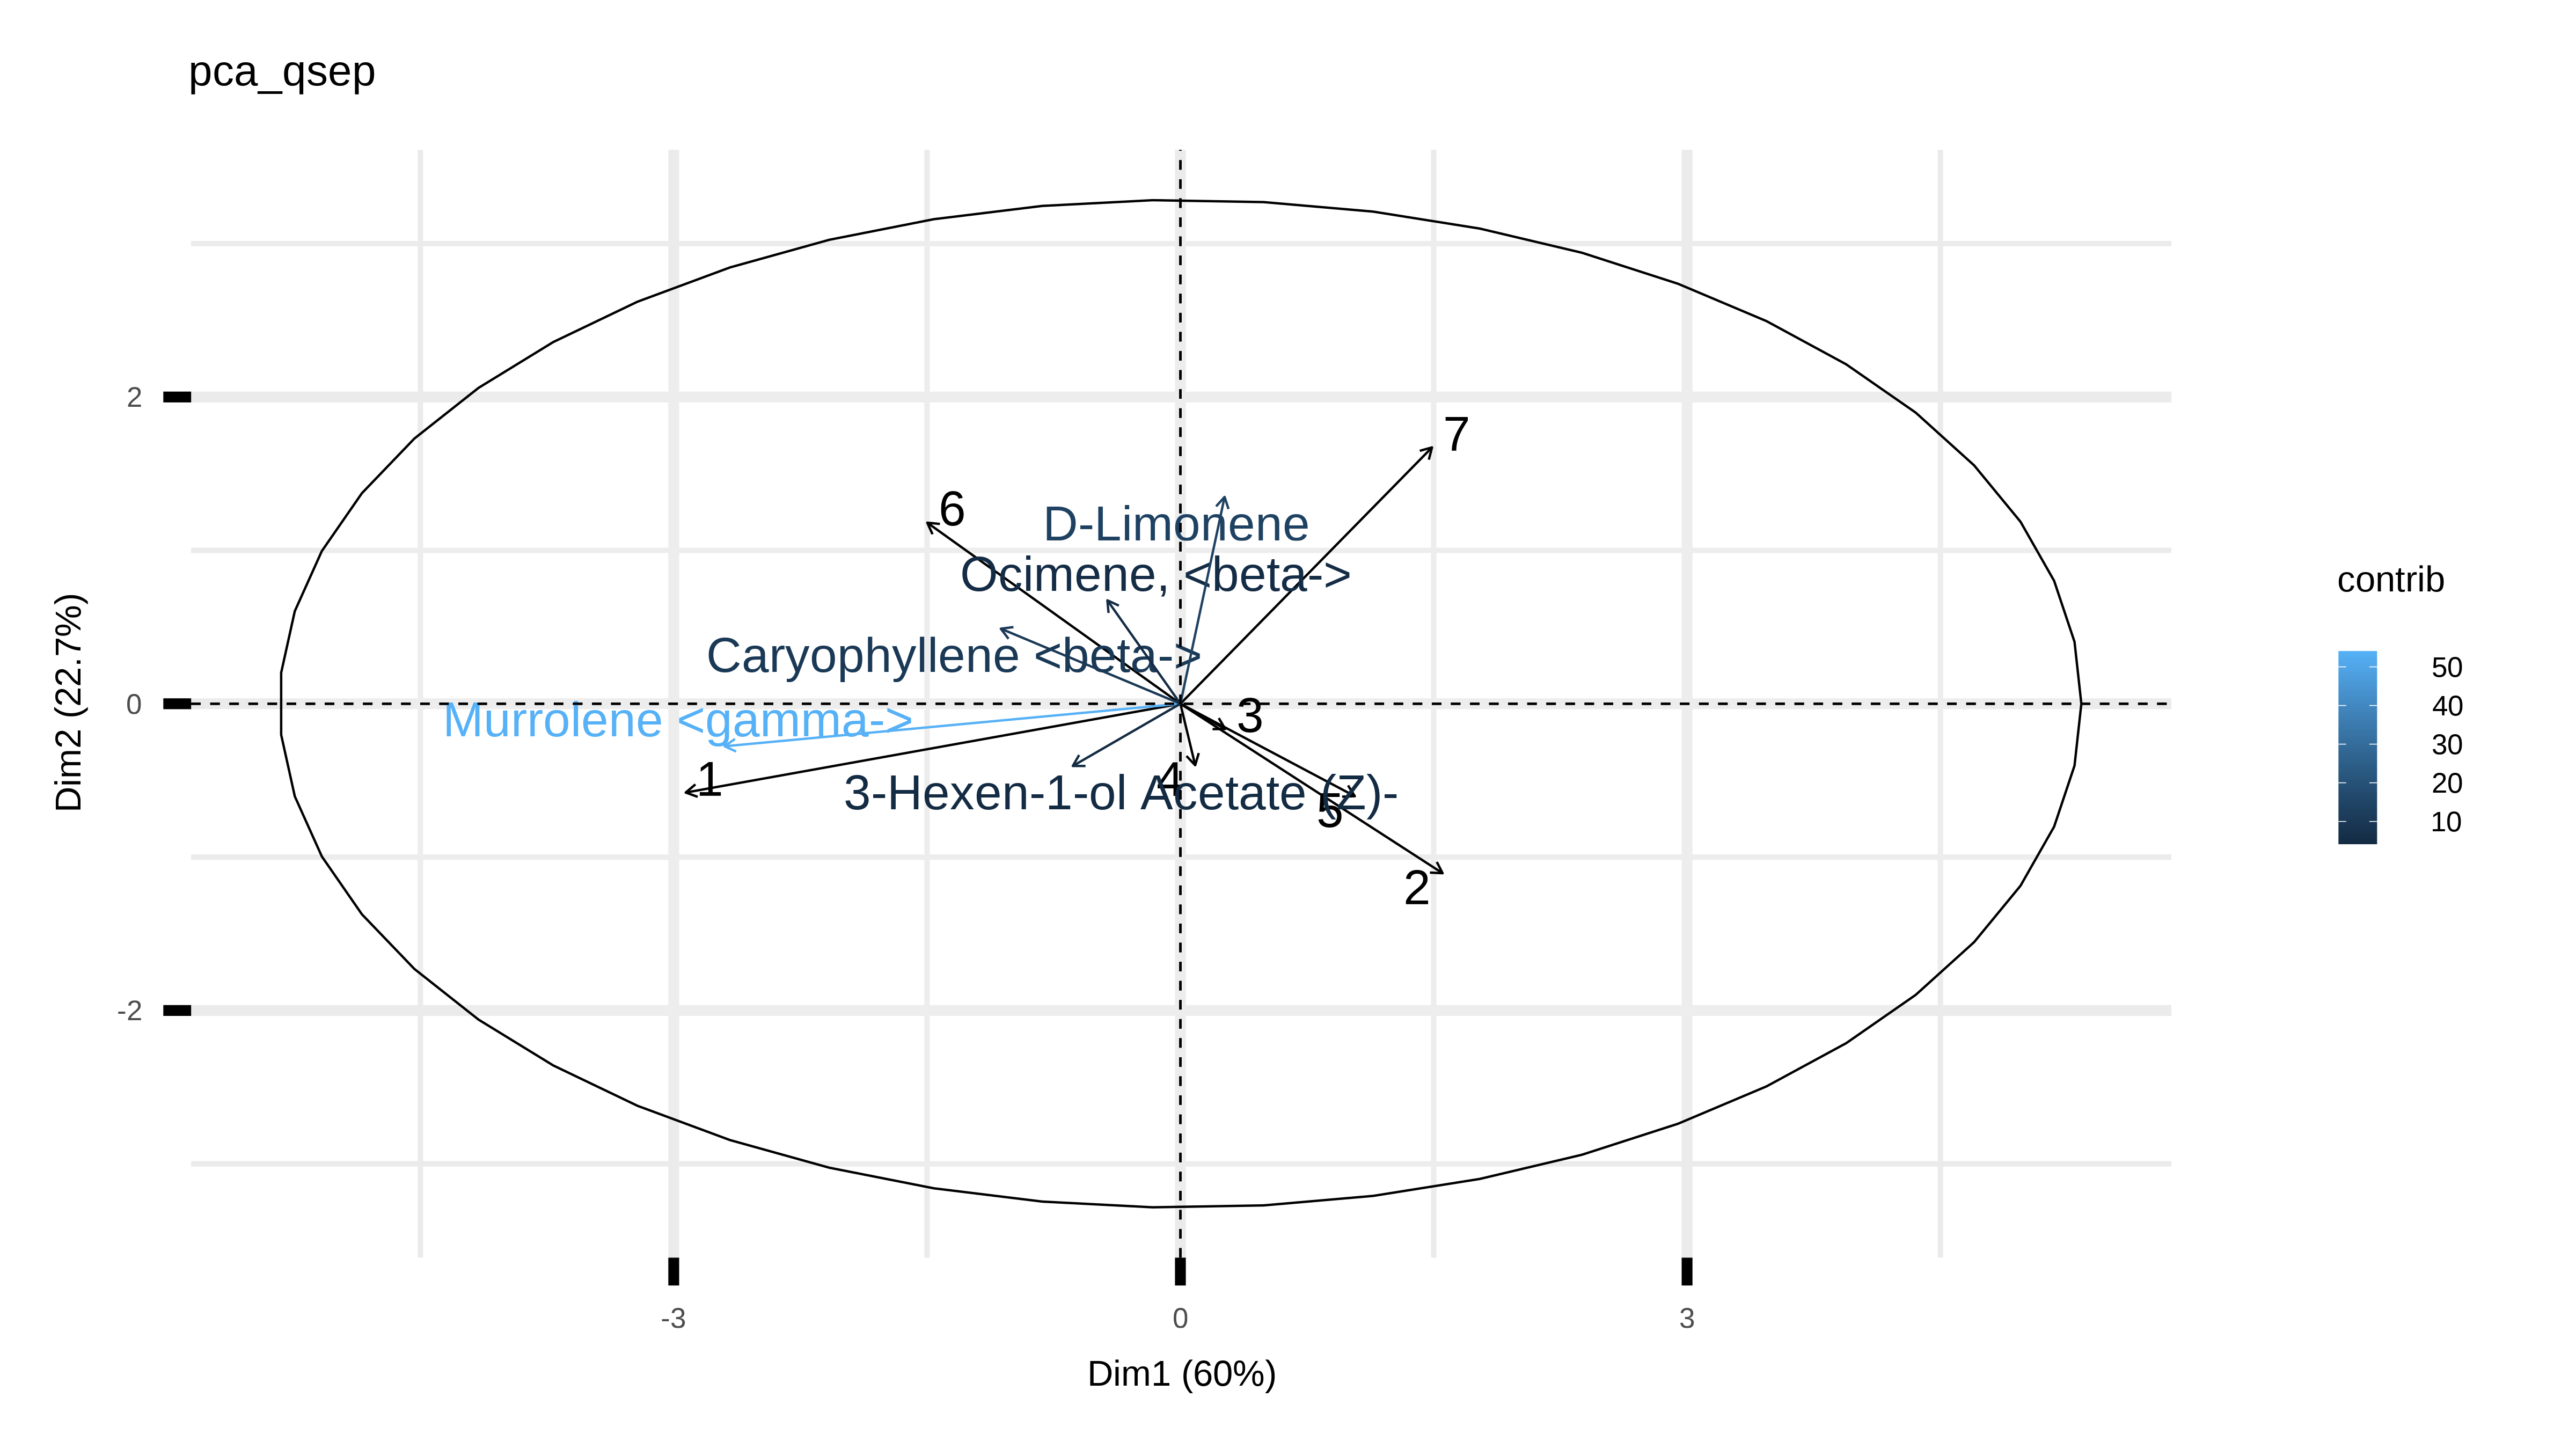 pca_qsep
Dim2 (22.7%)
2
0
-2
7
6
D-Limonene
Ocimene, <beta->
Caryophyllene <beta->
Murrolene <gamma->
3
1
4
3-Hexen-1-ol Acetate (Z)-
5
2
-3
0
3
Dim1 (60%)
contrib
50
40
30
20
10